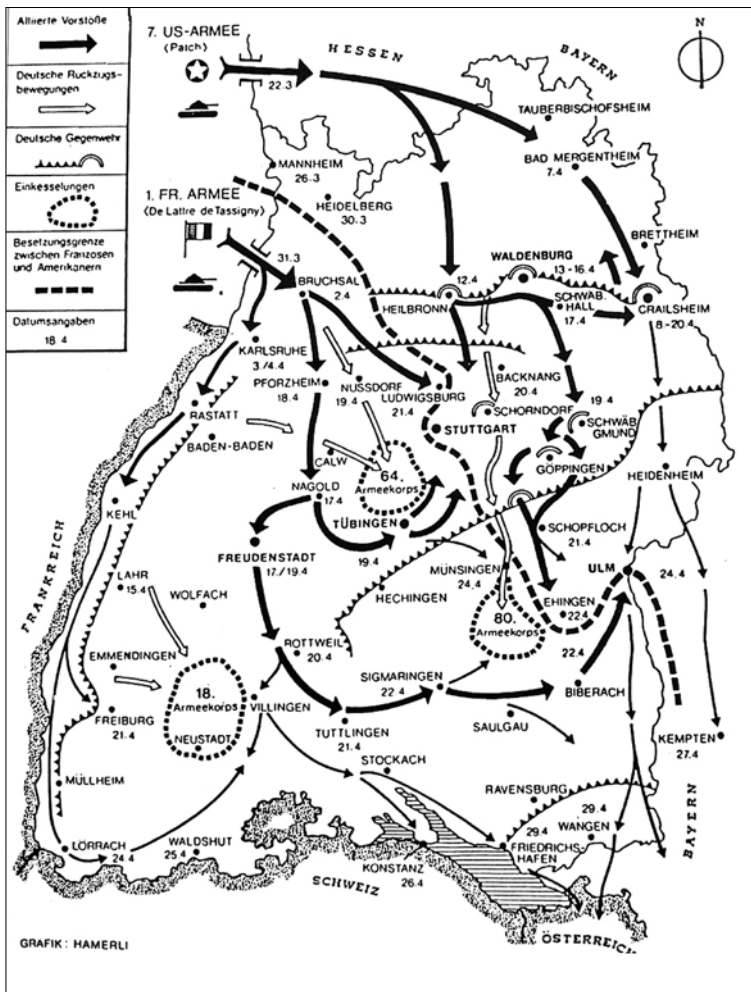 Allierte Vorstöße
Deutsche Rückzugs-
bewegungen
Deutsche Gegenwehr
Einkesselungen
Besetzungsgrenze
zwischen Franzosen
und Amerikanern
Datumsangaben
18.4
7. US-ARMEE
(Patch)
22.3
HESSEN
BAYERN
N
TAUBERBISCHOFSHEIM
BAD MERGENTHEIM
7.4
MANNHEIM
26.3
HEIDELBERG
30.3
1. FR. ARMEE
(De Lattre de Tassigny)
31.3
BRETTHEIM
WALDENBURG
13-16.4
BRUCHSAL
2.4
12.4
HEILBRONN
SCHWÄB.
HALL
17.4
CRAILSHEIM
8-20.4
KARLSRUHE
3./4.4
PFORZHEIM
18.4
NUSSDORF
19.4
LUDWIGSBURG
21.4
BACKNANG
20.4
RASTATT
BADEN-BADEN
STUTTGART
SCHORNDORF
19.4
SCHWÄB
GMÜND
CALW
64.
Armeekorps
GÖPPINGEN
HEIDENHEIM
KEHL
NAGOLD
17.4
TÜBINGEN
19.4
SCHOPFLOCH
21.4
FREUDENSTADT
17./19.4
MÜNSINGEN
24.4
ULM
24.4
FRANKREICH
LAHR
15.4
WOLFACH
HECHINGEN
80.
Armeekorps
EHINGEN
22.4
EMMENDINGEN
ROTTWEIL
20.4
SIGMARINGEN
22.4
22.4
BIBERACH
18.
Armeekorps
VILLINGEN
FREIBURG
21.4
NEUSTADT
TUTTLINGEN
21.4
SAULGAU
KEMPTEN
27.4
MÜLLHEIM
STOCKACH
RAVENSBURG
29.4
29.4
WANGEN
BAYERN
LÖRRACH
24.4
WALDSHUT
25.4
KONSTANZ
26.4
FRIEDRICHS-
HAFEN
SCHWEIZ
ÖSTERREICH
GRAFIK: HAMERLI